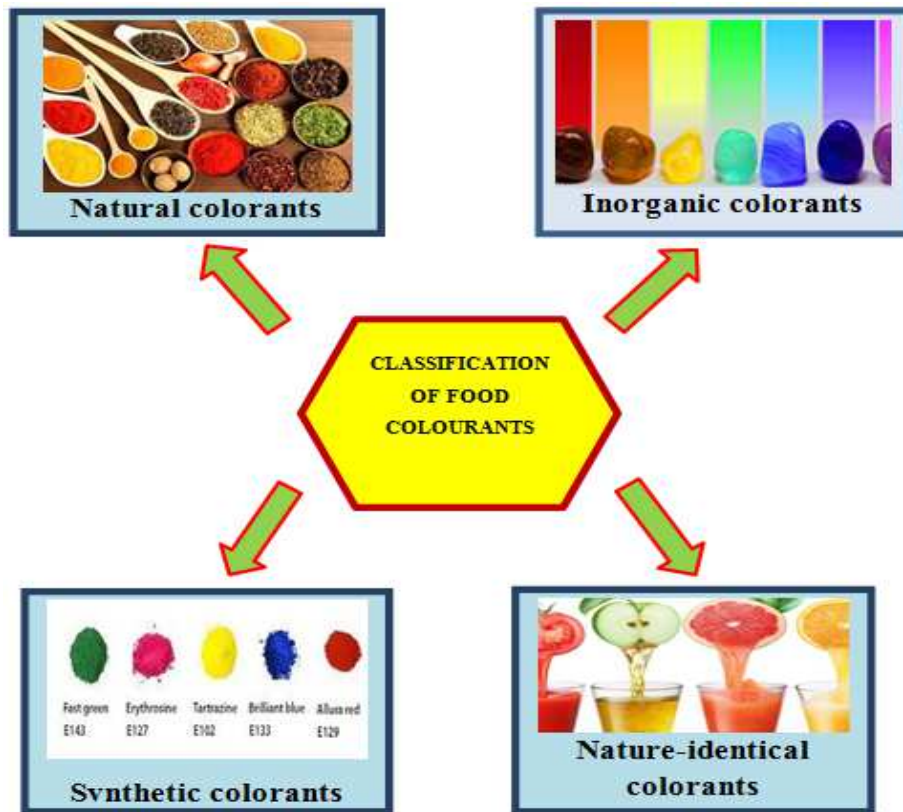 Natural colorants
Inorganic colorants
CLASSIFICATION
OF FOOD
COLOURANTS
Fast green
E143
Erythrosine
E127
Tartrazine
E102
Brilliant blue
E133
Allura red
E129
Synthetic colorants
Nature-identical
colorants